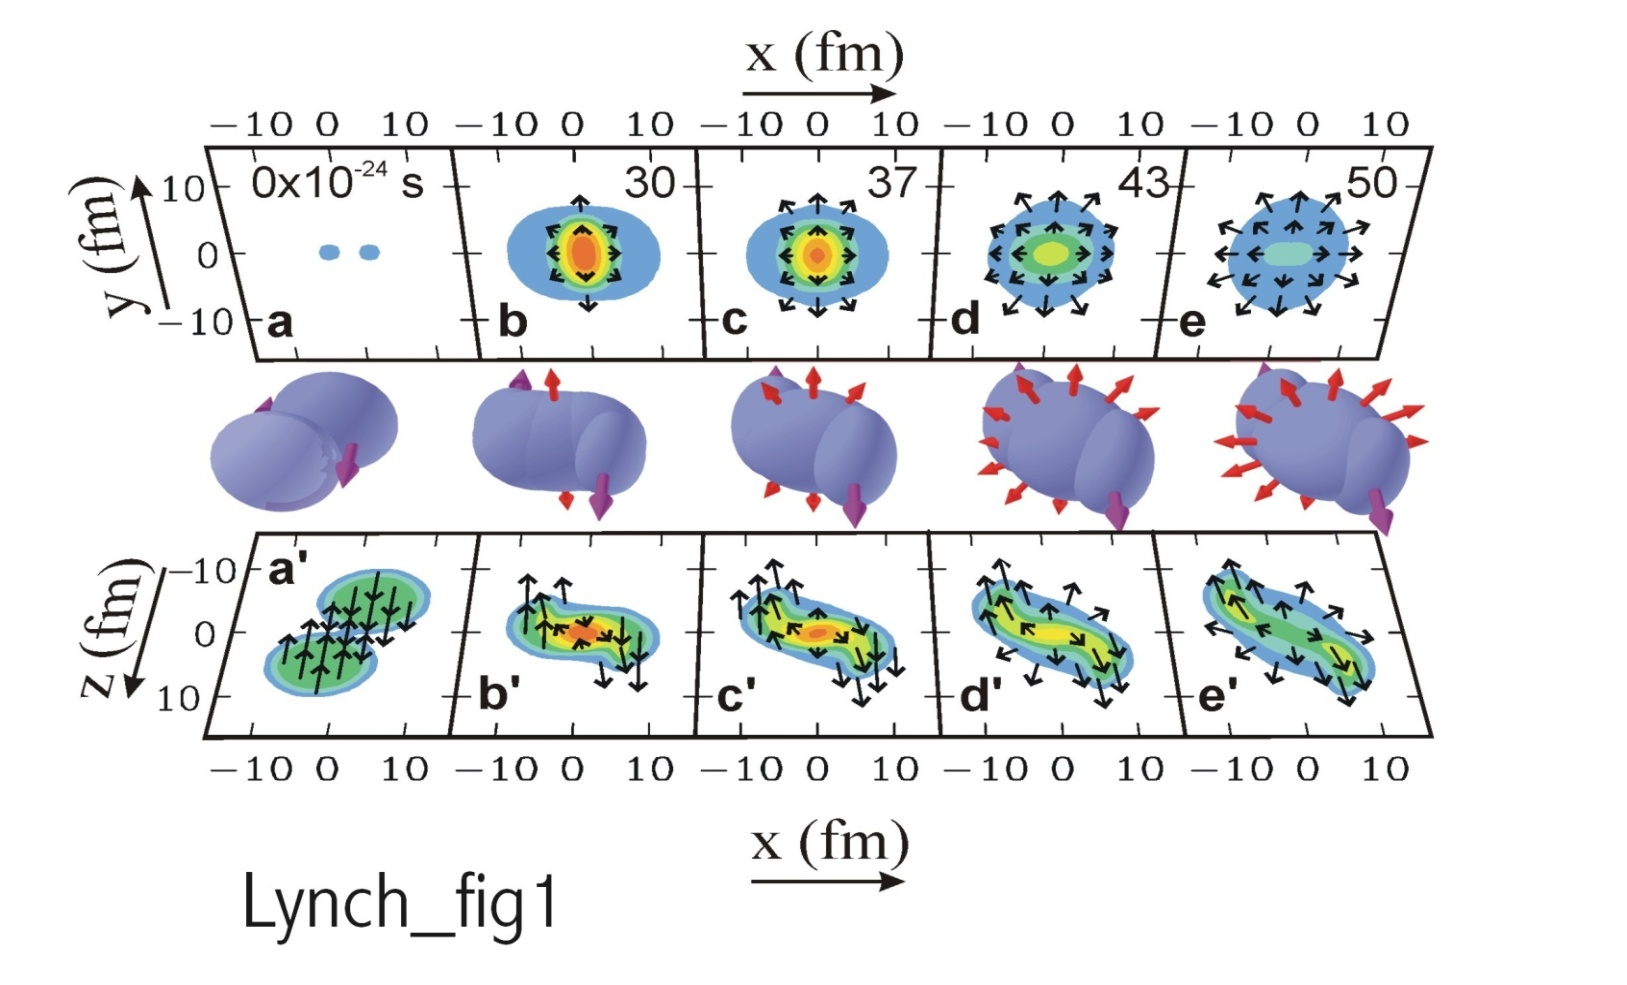 x (fm)
−10 0 10 −10 0 10 −10 0 10 −10 0 10 −10 0 10
y (fm)
10
0
−10
0x10-24 s
30
37
43
50
a
b
c
d
e
z (fm)
−10
0
10
a'
b'
c'
d'
e'
−10 0 10 −10 0 10 −10 0 10 −10 0 10 −10 0 10
x (fm)
Lynch_fig1